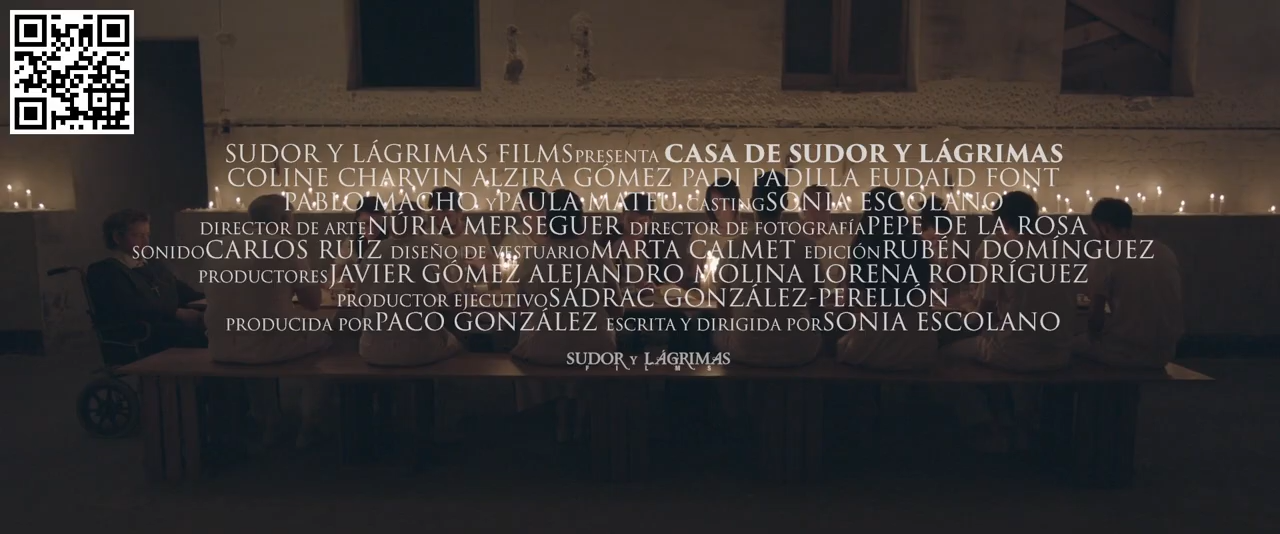 SUDOR Y LÁGRIMAS FILMS PRESENTA CASA DE SUDOR Y LÁGRIMAS
COLINE CHARVIN ALZIRA GÓMEZ PADI PADILLA EUDALD FONT
PABLO MACHO Y PAULA MATEU CASTING SONIA ESCOLANO
DIRECTOR DE ARTE NÚRIA MERSEGUER DIRECTOR DE FOTOGRAFÍA PEPE DE LA ROSA
SONIDO CARLOS RUÍZ DISEÑO DE VESTUARIO MARTA CALMET EDICIÓN RUBÉN DOMÍNGUEZ
PRODUCTORES JAVIER GÓMEZ ALEJANDRO MOLINA LORENA RODRÍGUEZ
PRODUCTOR EJECUTIVO SADRAC GONZÁLEZ-PERELLÓN
PRODUCIDA POR PACO GONZÁLEZ ESCRITA Y DIRIGIDA POR SONIA ESCOLANO
SUDOR Y LÁGRIMAS
FILMS